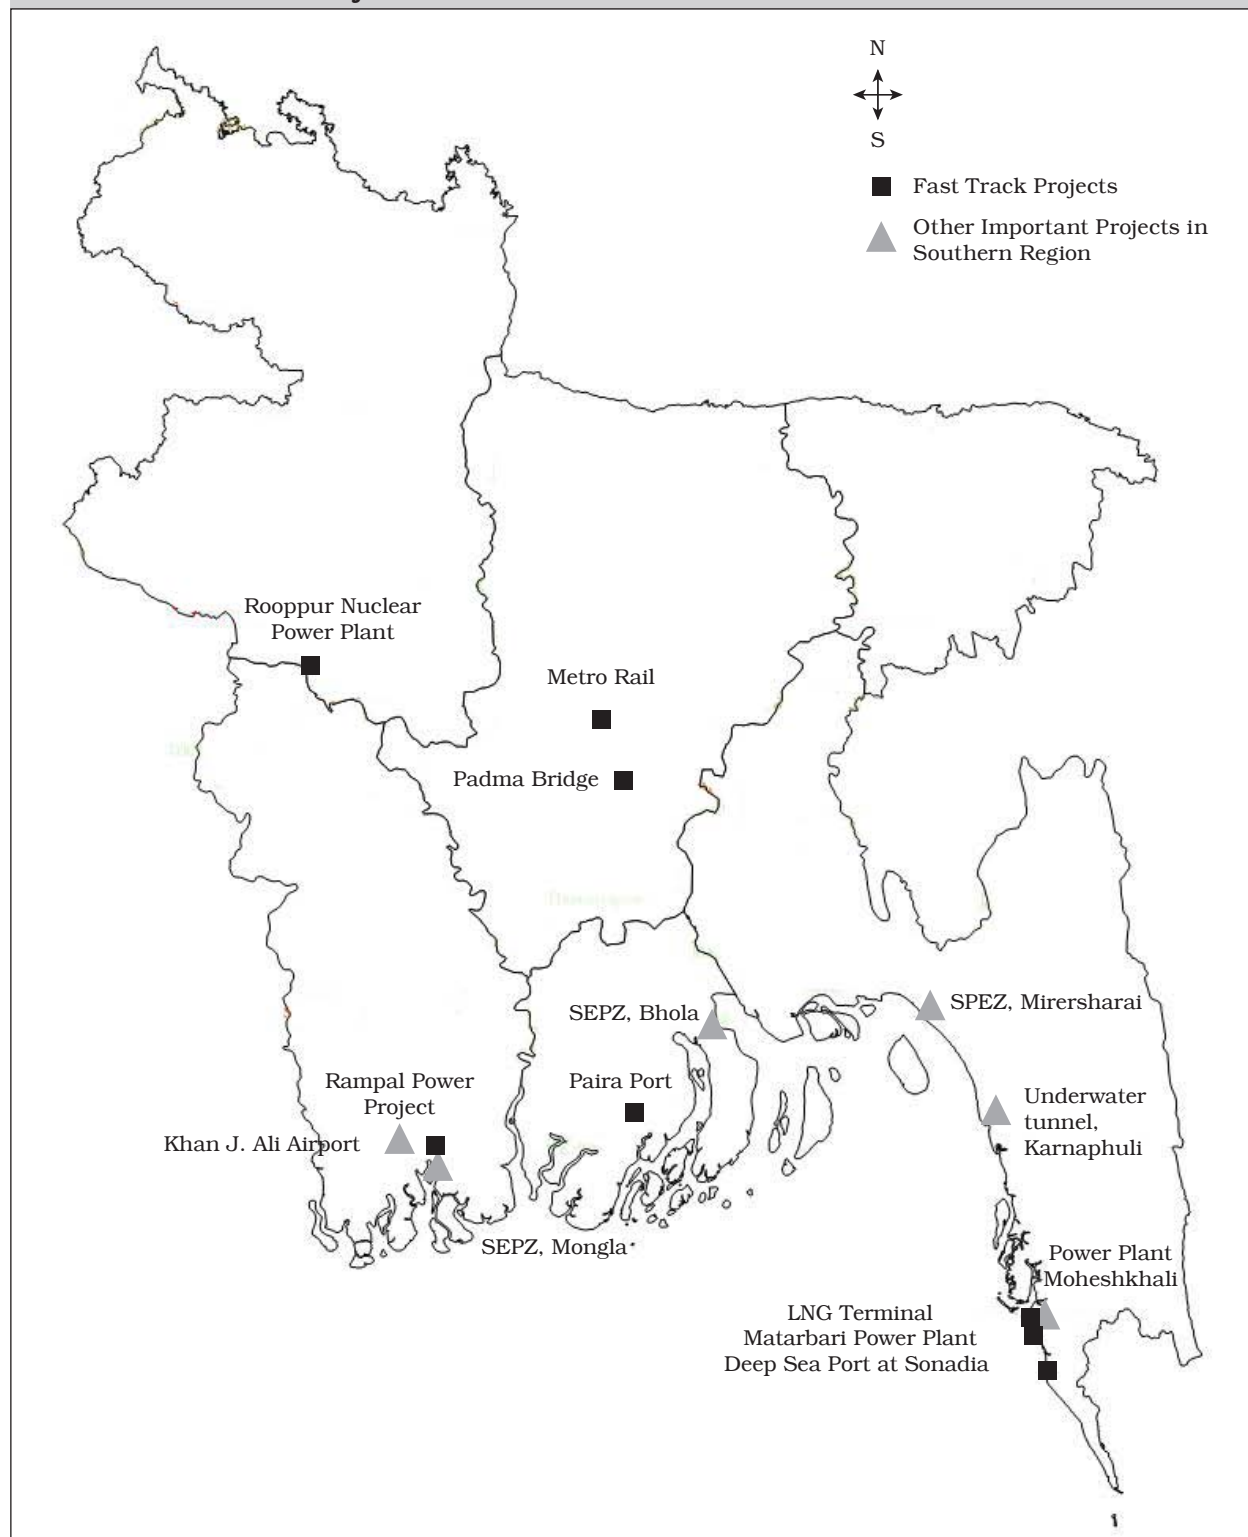 N
S
Fast Track Projects
Other Important Projects in
Southern Region
Rooppur Nuclear
Power Plant
Metro Rail
Padma Bridge
SEPZ, Bhola
SPEZ, Mirersharai
Rampal Power
Project
Paira Port
Underwater
tunnel,
Karnaphuli
Khan J. Ali Airport
SEPZ, Mongla
Power Plant
Moheshkhali
LNG Terminal
Matarbari Power Plant
Deep Sea Port at Sonadia